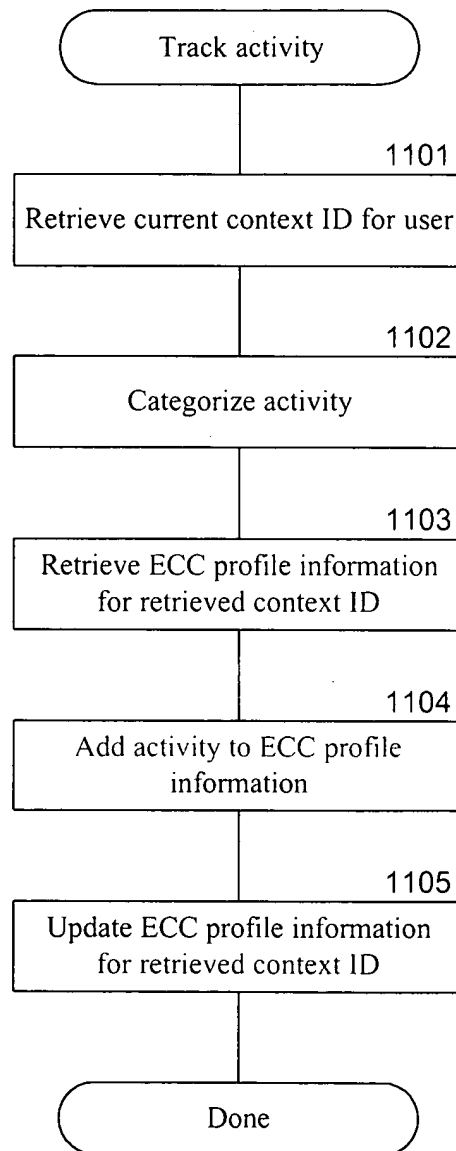 Track activity
1101
Retrieve current context ID for user
1102
Categorize activity
1103
Retrieve ECC profile information
for retrieved context ID
1104
Add activity to ECC profile
information
1105
Update ECC profile information
for retrieved context ID
Done